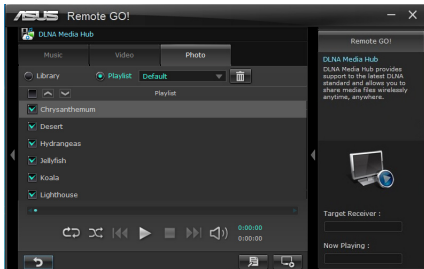 ASUS Remote GO!
DLNA Media Hub
Music Video Photo
Library Playlist Default
Playlist
Chrysanthemum
Desert
Hydrangeas
Jellyfish
Koala
Lighthouse
0:00:00
0:00:00
Remote GO!
DLNA Media Hub
DLNA Media Hub provides
support to the latest DLNA
standard and allows you to
share media files wirelessly
anytime, anywhere.
Target Receiver :
Now Playing :